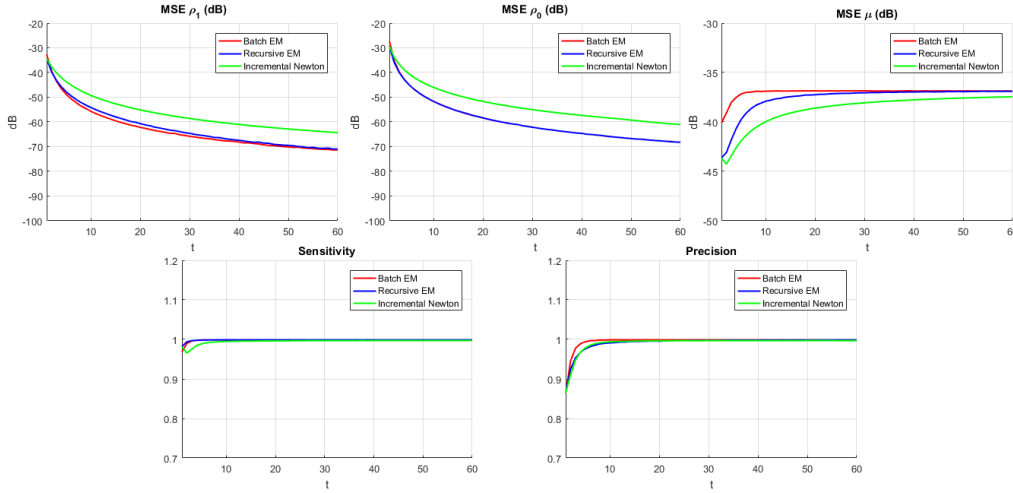 MSE ρ1 (dB)
-20
-30
-40
-50
-60
-70
-80
-90
-100
dB
10 20 30 40 50 60
t
Batch EM
Recursive EM
Incremental Newton
MSE ρ0 (dB)
-20
-30
-40
-50
-60
-70
-80
-90
-100
dB
10 20 30 40 50 60
t
Batch EM
Recursive EM
Incremental Newton
MSE μ (dB)
-30
-35
-40
-45
-50
dB
10 20 30 40 50 60
t
Batch EM
Recursive EM
Incremental Newton
Sensitivity
1.2
1.1
1
0.9
0.8
0.7
10 20 30 40 50 60
t
Batch EM
Recursive EM
Incremental Newton
Precision
1.2
1.1
1
0.9
0.8
0.7
10 20 30 40 50 60
t
Batch EM
Recursive EM
Incremental Newton